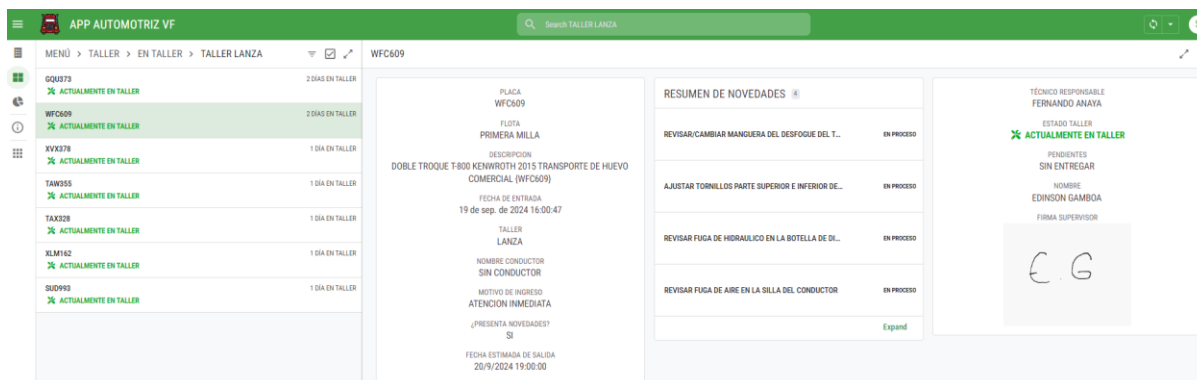 APP AUTOMOTRIZ VF
Search TALLER LANZA
MENÚ > TALLER > EN TALLER > TALLER LANZA
GQU373
2 DÍAS EN TALLER
ACTUALMENTE EN TALLER
WFC609
2 DÍAS EN TALLER
ACTUALMENTE EN TALLER
XVX378
1 DÍA EN TALLER
ACTUALMENTE EN TALLER
TAW355
1 DÍA EN TALLER
ACTUALMENTE EN TALLER
TAX328
1 DÍA EN TALLER
ACTUALMENTE EN TALLER
XLM162
1 DÍA EN TALLER
ACTUALMENTE EN TALLER
SUD993
1 DÍA EN TALLER
ACTUALMENTE EN TALLER
WFC609
PLACA
WFC609
FLOTA
PRIMERA MILLA
DESCRIPCION
DOBLE TROQUE T-800 KENWROTH 2015 TRANSPORTE DE HUEVO
COMERCIAL (WFC609)
FECHA DE ENTRADA
19 de sep. de 2024 16:00:47
TALLER
LANZA
NOMBRE CONDUCTOR
SIN CONDUCTOR
MOTIVO DE INGRESO
ATENCION INMEDIATA
¿PRESENTA NOVEDADES?
SI
FECHA ESTIMADA DE SALIDA
20/9/2024 19:00:00
RESUMEN DE NOVEDADES 4
REVISAR/CAMBIAR MANGUERA DEL DESFOGUE DEL T... EN PROCESO
AJUSTAR TORNILLOS PARTE SUPERIOR E INFERIOR DE... EN PROCESO
REVISAR FUGA DE HIDRAULICO EN LA BOTELLA DE DI... EN PROCESO
REVISAR FUGA DE AIRE EN LA SILLA DEL CONDUCTOR EN PROCESO
Expand
TÉCNICO RESPONSABLE
FERNANDO ANAYA
ESTADO TALLER
ACTUALMENTE EN TALLER
PENDIENTES
SIN ENTREGAR
NOMBRE
EDINSON GAMBOA
FIRMA SUPERVISOR
E.G